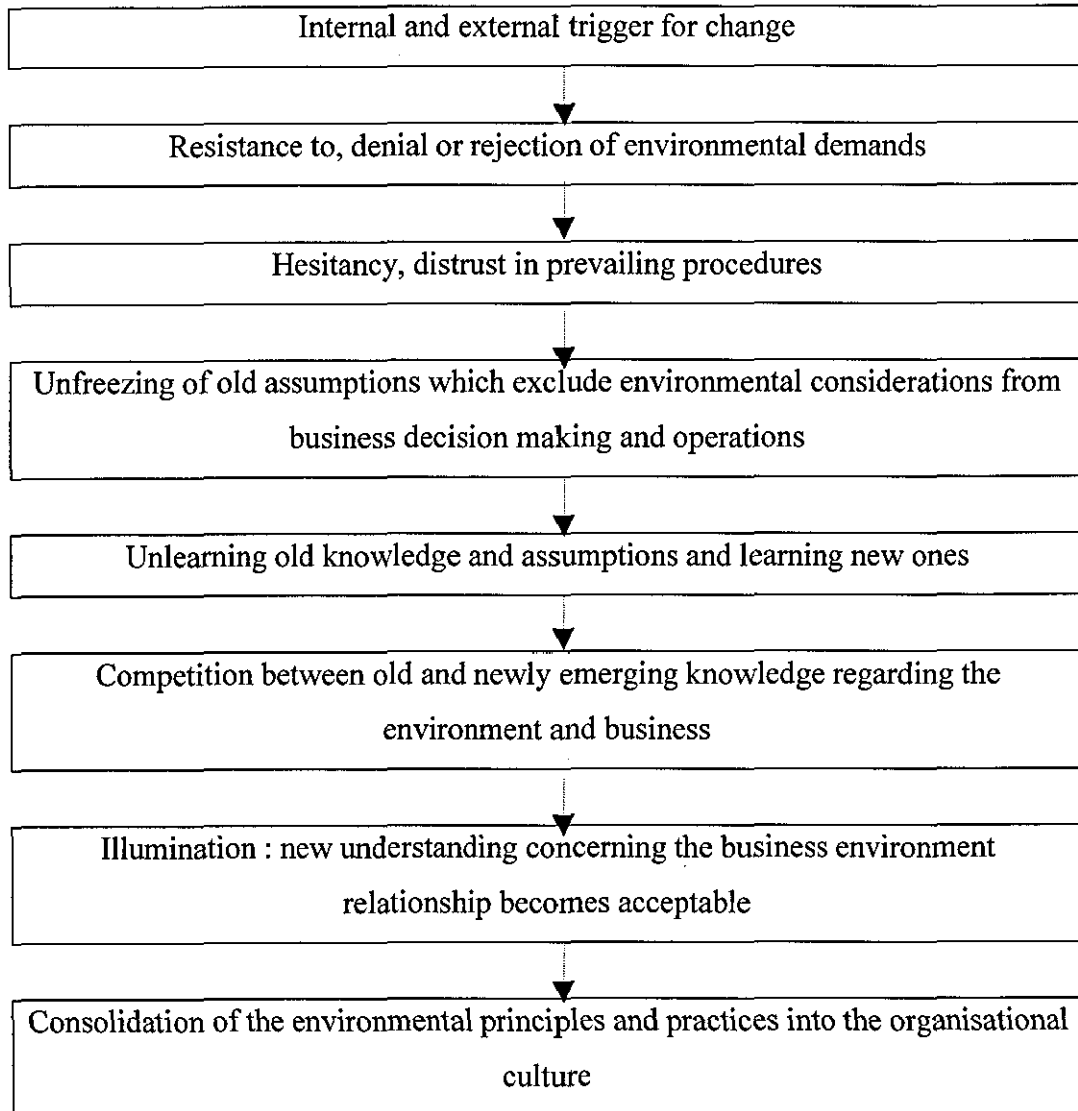 Internal and external trigger for change
Resistance to, denial or rejection of environmental demands
Hesitancy, distrust in prevailing procedures
Unfreezing of old assumptions which exclude environmental considerations from
business decision making and operations
Unlearning old knowledge and assumptions and learning new ones
Competition between old and newly emerging knowledge regarding the
environment and business
Illumination : new understanding concerning the business environment
relationship becomes acceptable
Consolidation of the environmental principles and practices into the organisational
culture